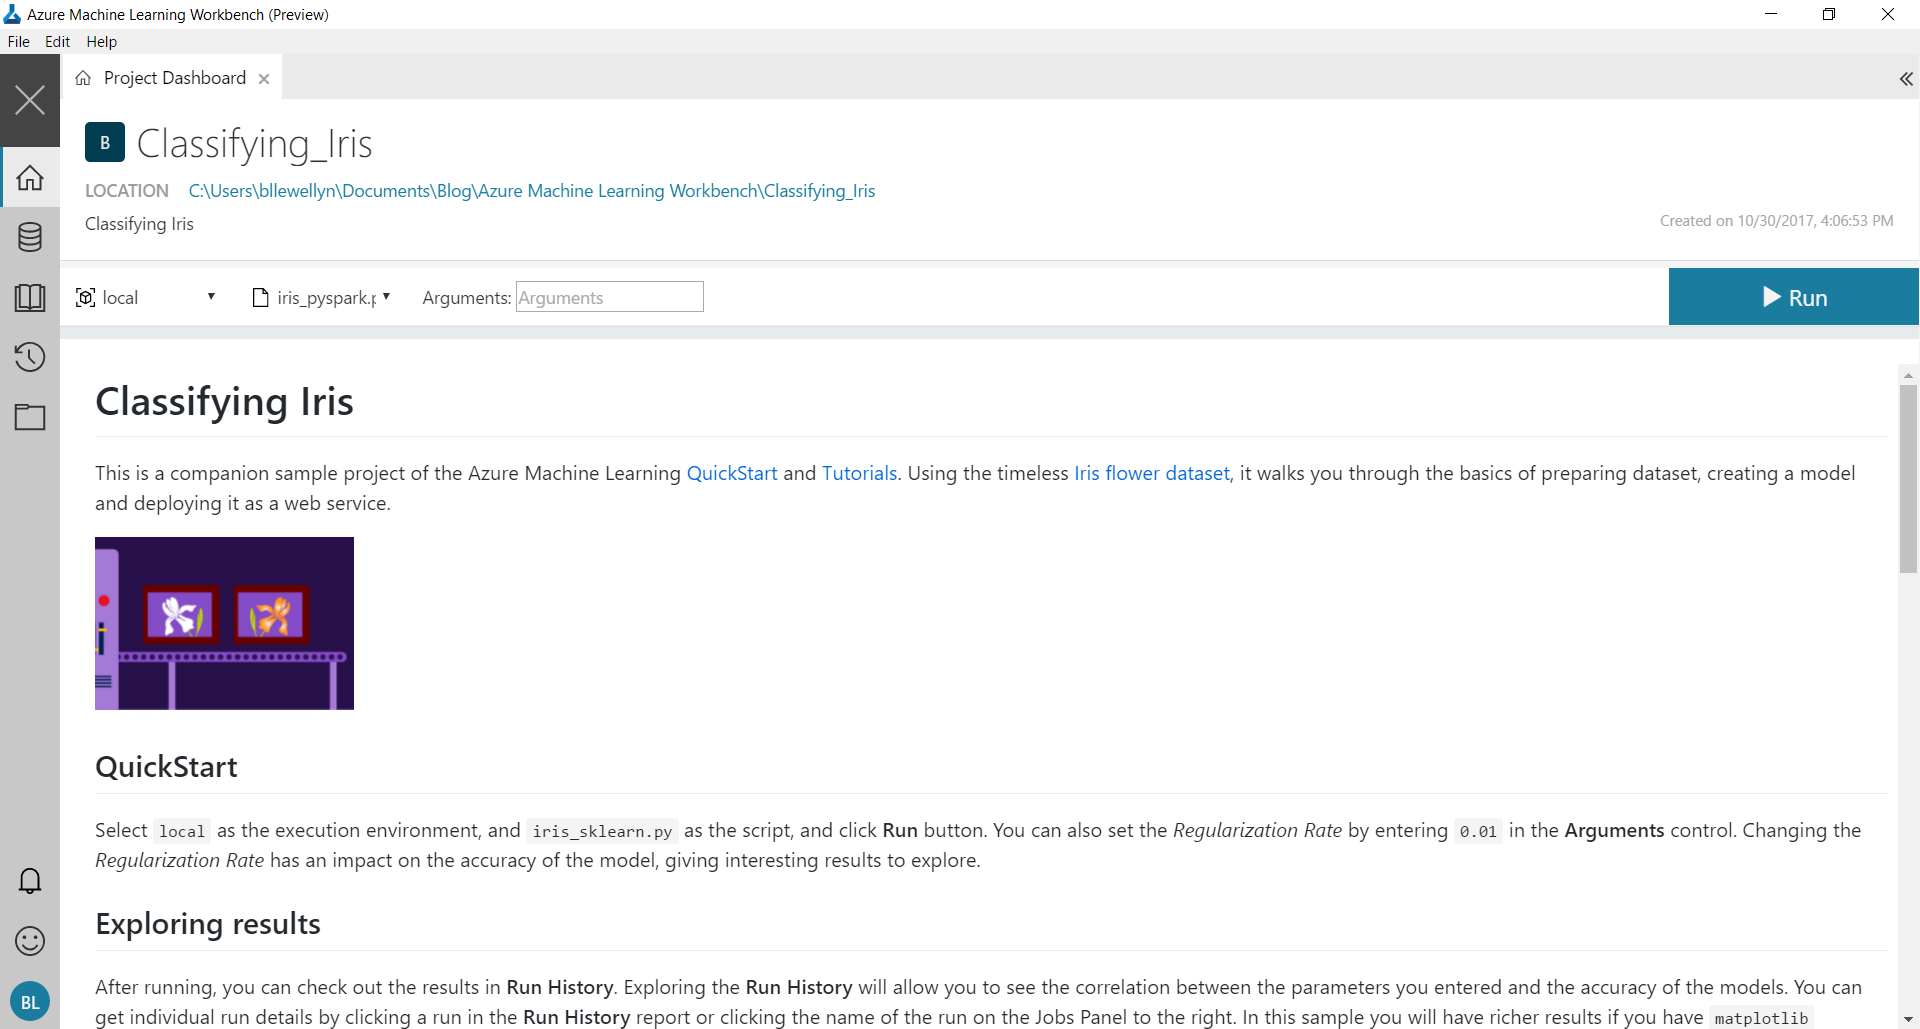 Azure Machine Learning Workbench (Preview)
File Edit Help
Project Dashboard
B Classifying_Iris
LOCATION C:\Users\bllewellyn\Documents\Blog\Azure Machine Learning Workbench\Classifying_Iris
Classifying Iris
Created on 10/30/2017, 4:06:53 PM
local iris_pyspark.p Arguments: Arguments
Run
Classifying Iris
This is a companion sample project of the Azure Machine Learning QuickStart and Tutorials. Using the timeless Iris flower dataset, it walks you through the basics of preparing dataset, creating a model
and deploying it as a web service.
QuickStart
Select local as the execution environment, and iris_sklearn.py as the script, and click Run button. You can also set the Regularization Rate by entering 0.01 in the Arguments control. Changing the
Regularization Rate has an impact on the accuracy of the model, giving interesting results to explore.
Exploring results
After running, you can check out the results in Run History. Exploring the Run History will allow you to see the correlation between the parameters you entered and the accuracy of the models. You can
get individual run details by clicking a run in the Run History report or clicking the name of the run on the Jobs Panel to the right. In this sample you will have richer results if you have matplotlib
BL